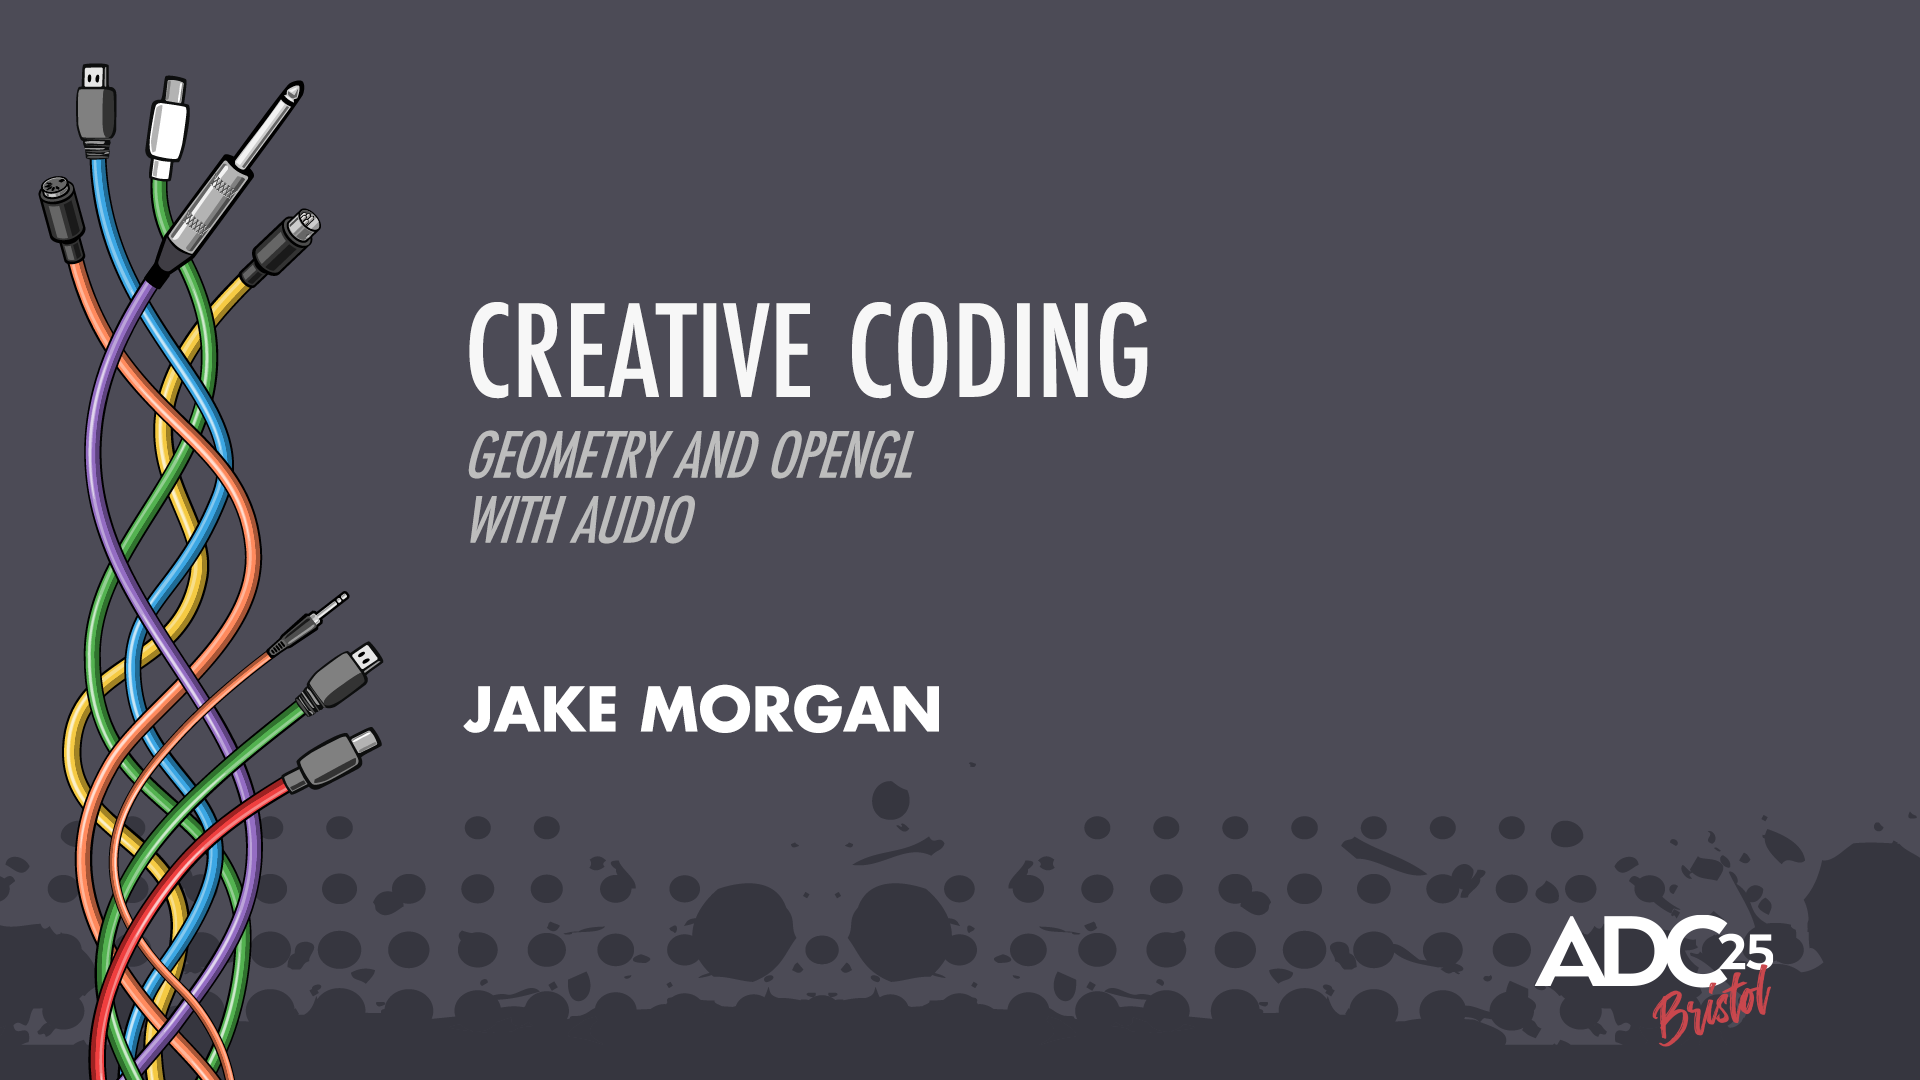 CREATIVE CODING
GEOMETRY AND OPENGL
WITH AUDIO
JAKE MORGAN
ADC25
Bristol